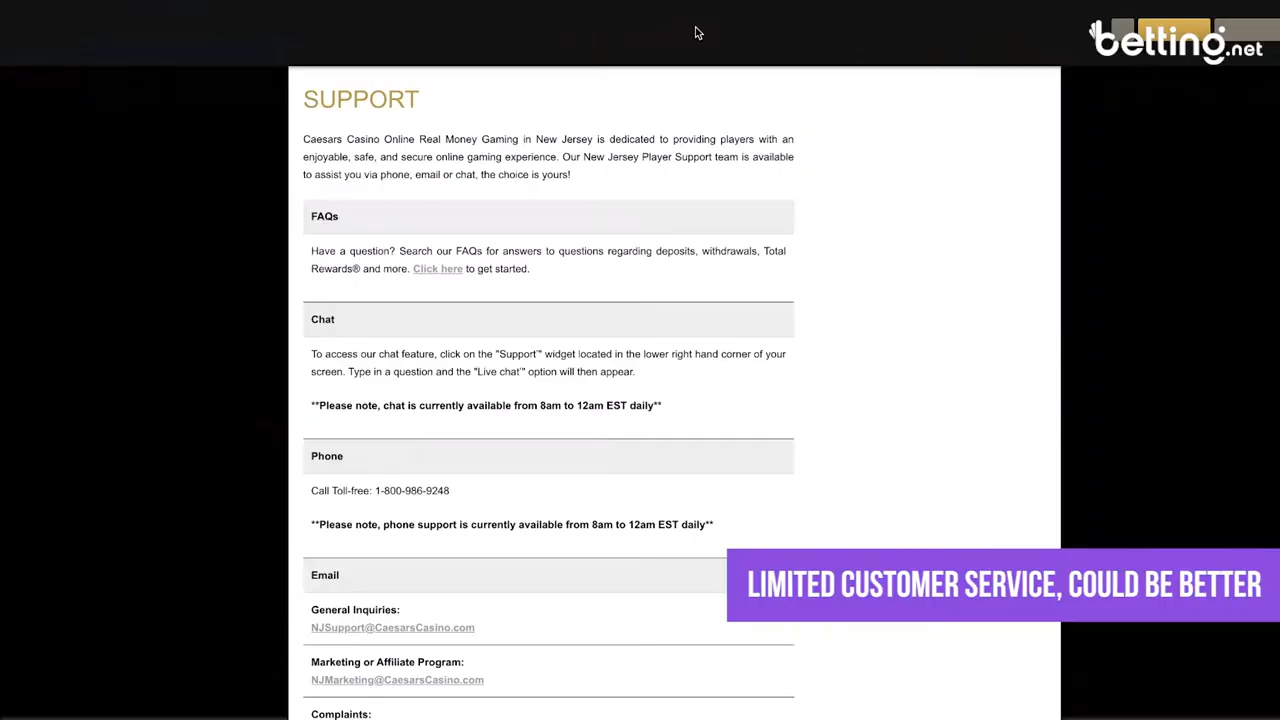 betting.net
SUPPORT
Caesars Casino Online Real Money Gaming in New Jersey is dedicated to providing players with an
enjoyable, safe, and secure online gaming experience. Our New Jersey Player Support team is available
to assist you via phone, email or chat, the choice is yours!
FAQs
Have a question? Search our FAQs for answers to questions regarding deposits, withdrawals, Total
Rewards® and more. Click here to get started.
Chat
To access our chat feature, click on the "Support'" widget located in the lower right hand corner of your
screen. Type in a question and the "Live chat'" option will then appear.
**Please note, chat is currently available from 8am to 12am EST daily**
Phone
Call Toll-free: 1-800-986-9248
**Please note, phone support is currently available from 8am to 12am EST daily**
Email
LIMITED CUSTOMER SERVICE, COULD BE BETTER
General Inquiries:
NJSupport@CaesarsCasino.com
Marketing or Affiliate Program:
NJMarketing@CaesarsCasino.com
Complaints: